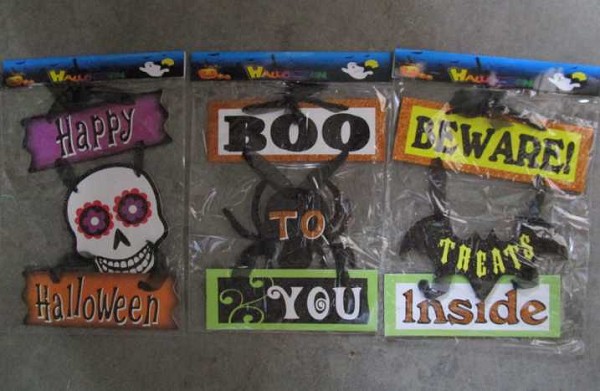 Halloween
Happy
Halloween
Halloween
BOO
TO
YOU
Halloween
BEWARE!
TREATS
Inside